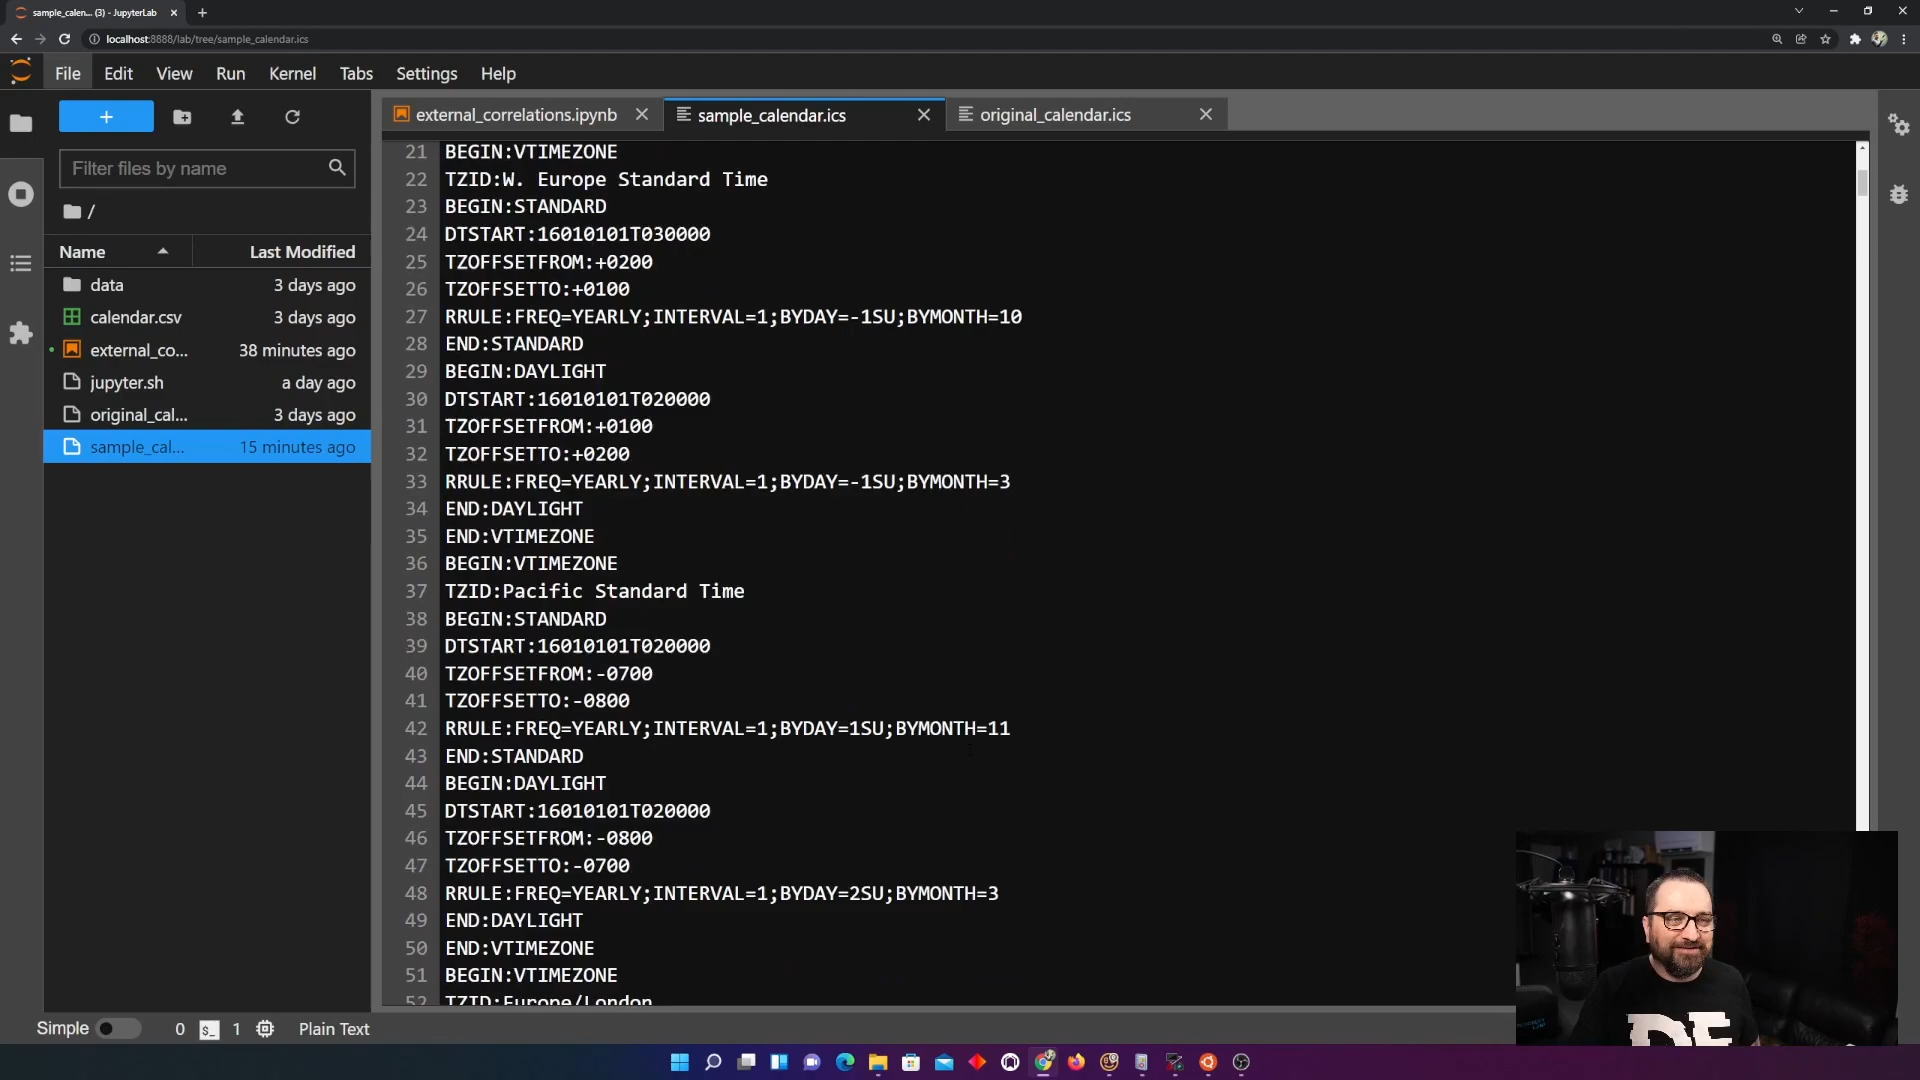 sample_calen... (3) - JupyterLab
localhost:8888/lab/tree/sample_calendar.ics
File Edit View Run Kernel Tabs Settings Help
external_correlations.ipynb
sample_calendar.ics
original_calendar.ics
Filter files by name
/
Name Last Modified
data 3 days ago
calendar.csv 3 days ago
external_co... 38 minutes ago
jupyter.sh a day ago
original_cal... 3 days ago
sample_cal... 15 minutes ago
21 BEGIN:VTIMEZONE
22 TZID:W. Europe Standard Time
23 BEGIN:STANDARD
24 DTSTART:16010101T030000
25 TZOFFSETFROM:+0200
26 TZOFFSETTO:+0100
27 RRULE:FREQ=YEARLY;INTERVAL=1;BYDAY=-1SU;BYMONTH=10
28 END:STANDARD
29 BEGIN:DAYLIGHT
30 DTSTART:16010101T020000
31 TZOFFSETFROM:+0100
32 TZOFFSETTO:+0200
33 RRULE:FREQ=YEARLY;INTERVAL=1;BYDAY=-1SU;BYMONTH=3
34 END:DAYLIGHT
35 END:VTIMEZONE
36 BEGIN:VTIMEZONE
37 TZID:Pacific Standard Time
38 BEGIN:STANDARD
39 DTSTART:16010101T020000
40 TZOFFSETFROM:-0700
41 TZOFFSETTO:-0800
42 RRULE:FREQ=YEARLY;INTERVAL=1;BYDAY=1SU;BYMONTH=11
43 END:STANDARD
44 BEGIN:DAYLIGHT
45 DTSTART:16010101T020000
46 TZOFFSETFROM:-0800
47 TZOFFSETTO:-0700
48 RRULE:FREQ=YEARLY;INTERVAL=1;BYDAY=2SU;BYMONTH=3
49 END:DAYLIGHT
50 END:VTIMEZONE
51 BEGIN:VTIMEZONE
52 TZID:Europe/London
Simple 0 $_ 1 Plain Text